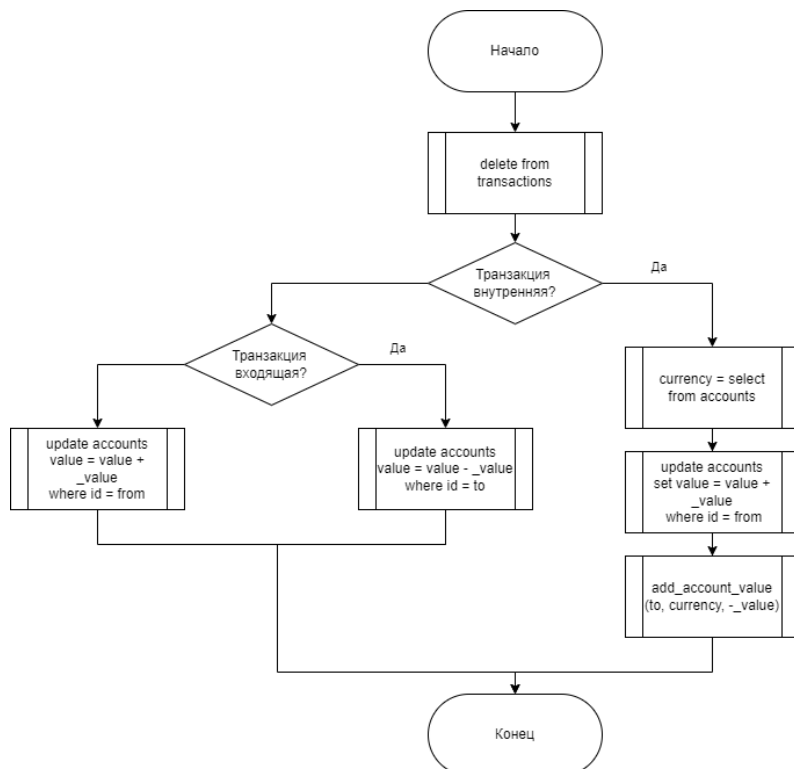 Начало
delete from
transactions
Транзакция
внутренняя?
Да
Транзакция
входящая?
Да
currency = select
from accounts
update accounts
value = value +
_value
where id = from
update accounts
value = value - _value
where id = to
update accounts
set value = value +
_value
where id = from
add_account_value
(to, currency, -_value)
Конец